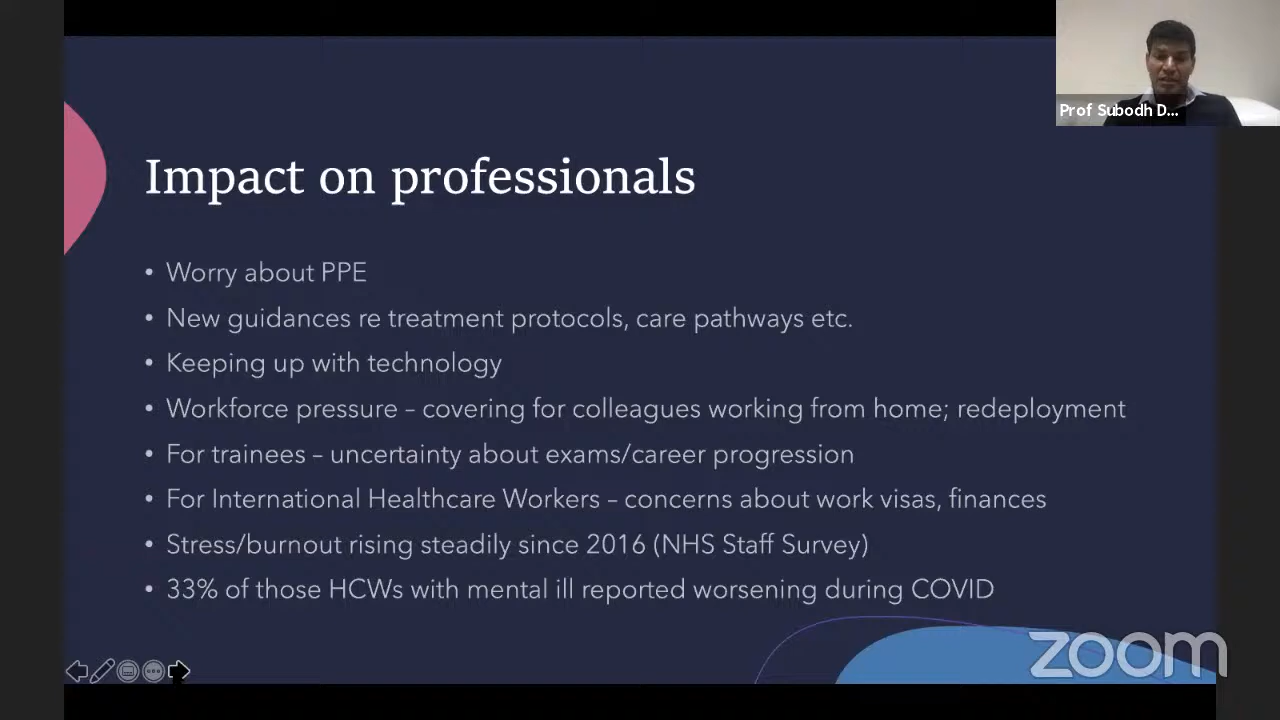 Prof Subodh D...
Impact on professionals
• Worry about PPE
• New guidances re treatment protocols, care pathways etc.
• Keeping up with technology
• Workforce pressure – covering for colleagues working from home; redeployment
• For trainees – uncertainty about exams/career progression
• For International Healthcare Workers – concerns about work visas, finances
• Stress/burnout rising steadily since 2016 (NHS Staff Survey)
• 33% of those HCWs with mental ill reported worsening during COVID
zoom